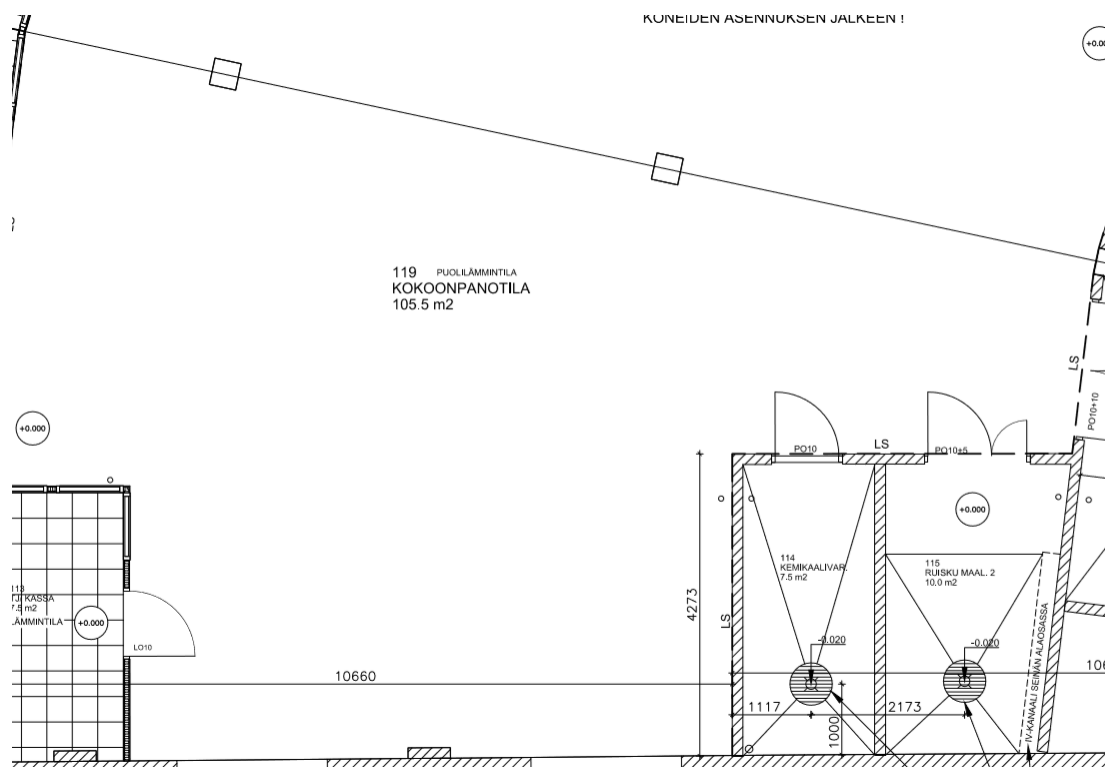 KONEIDEN ASENNUKSEN JÄLKEEN !
119 PUOLILÄMMINTILA
KOKOONPANOTILA
105.5 m2
LS
PO10+10
+0.000
PO10
LS
PO10+5
+0.000
114
KEMIKAALIVAR.
7.5 m2
115
RUISKU MAAL. 2
10.0 m2
4273
LS
113
KASSA
7.5 m2
+0.000
LO10
-0.020
-0.020
IV-KANAALI SEINÄN ALAOSASSA
10660
1117
2173
1000